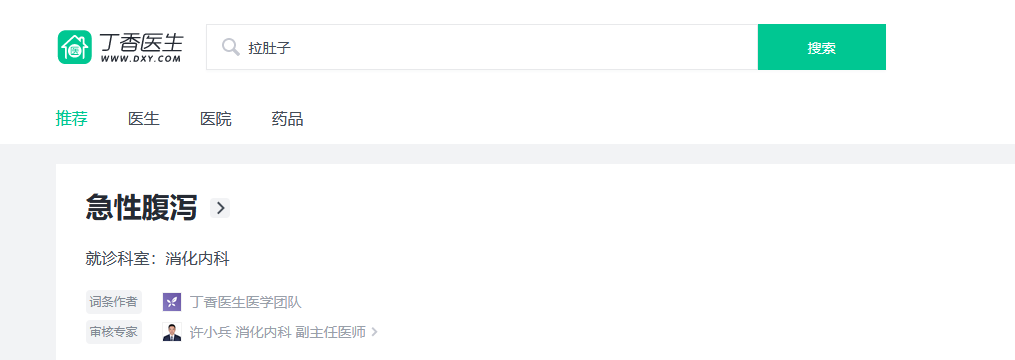 丁香医生
WWW.DXY.COM
拉肚子
搜索
推荐 医生 医院 药品
急性腹泻
就诊科室：消化内科
词条作者 丁香医生医学团队
审核专家 许小兵 消化内科 副主任医师